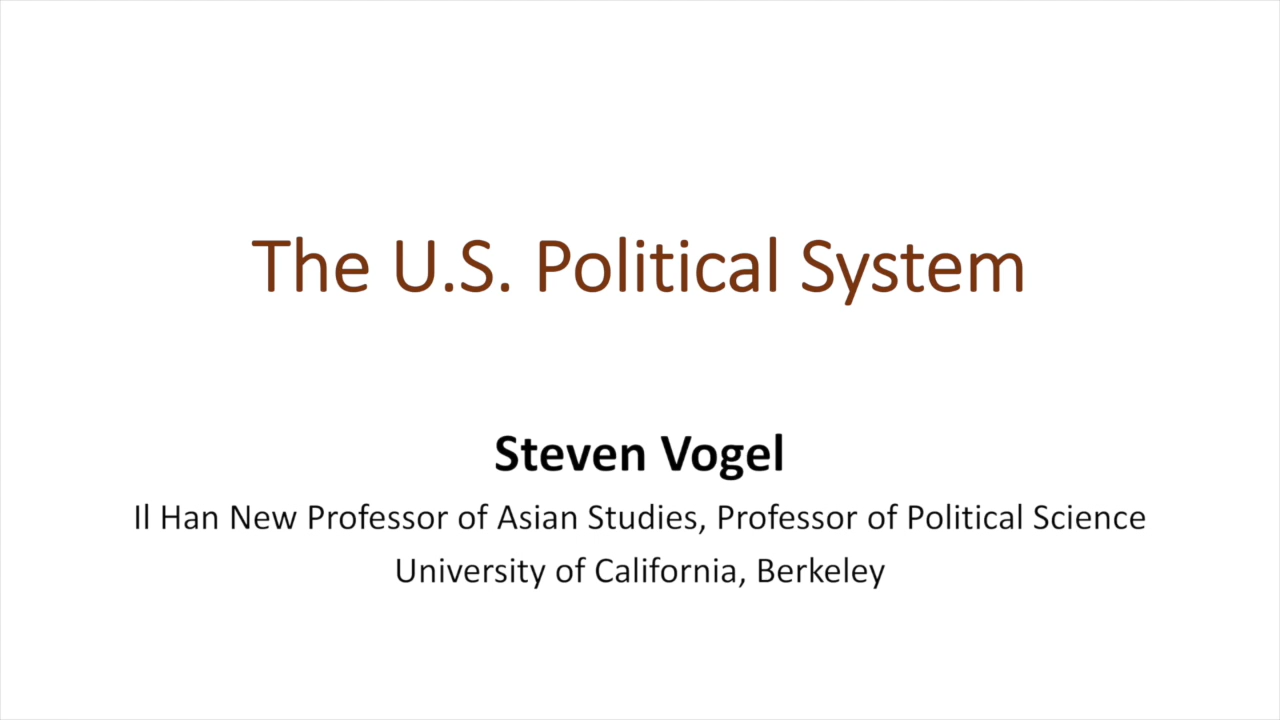 The U.S. Political System
Steven Vogel
Il Han New Professor of Asian Studies, Professor of Political Science
University of California, Berkeley